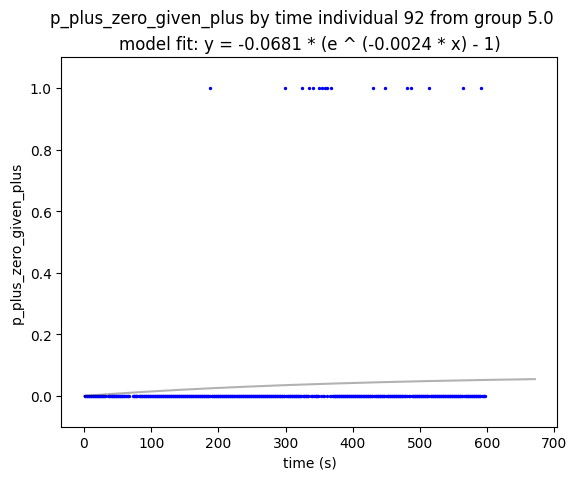 p_plus_zero_given_plus by time individual 92 from group 5.0
model fit: y = -0.0681 * (e ^ (-0.0024 * x) - 1)
1.0
0.8
0.6
0.4
0.2
0.0
p_plus_zero_given_plus
0 100 200 300 400 500 600 700
time (s)